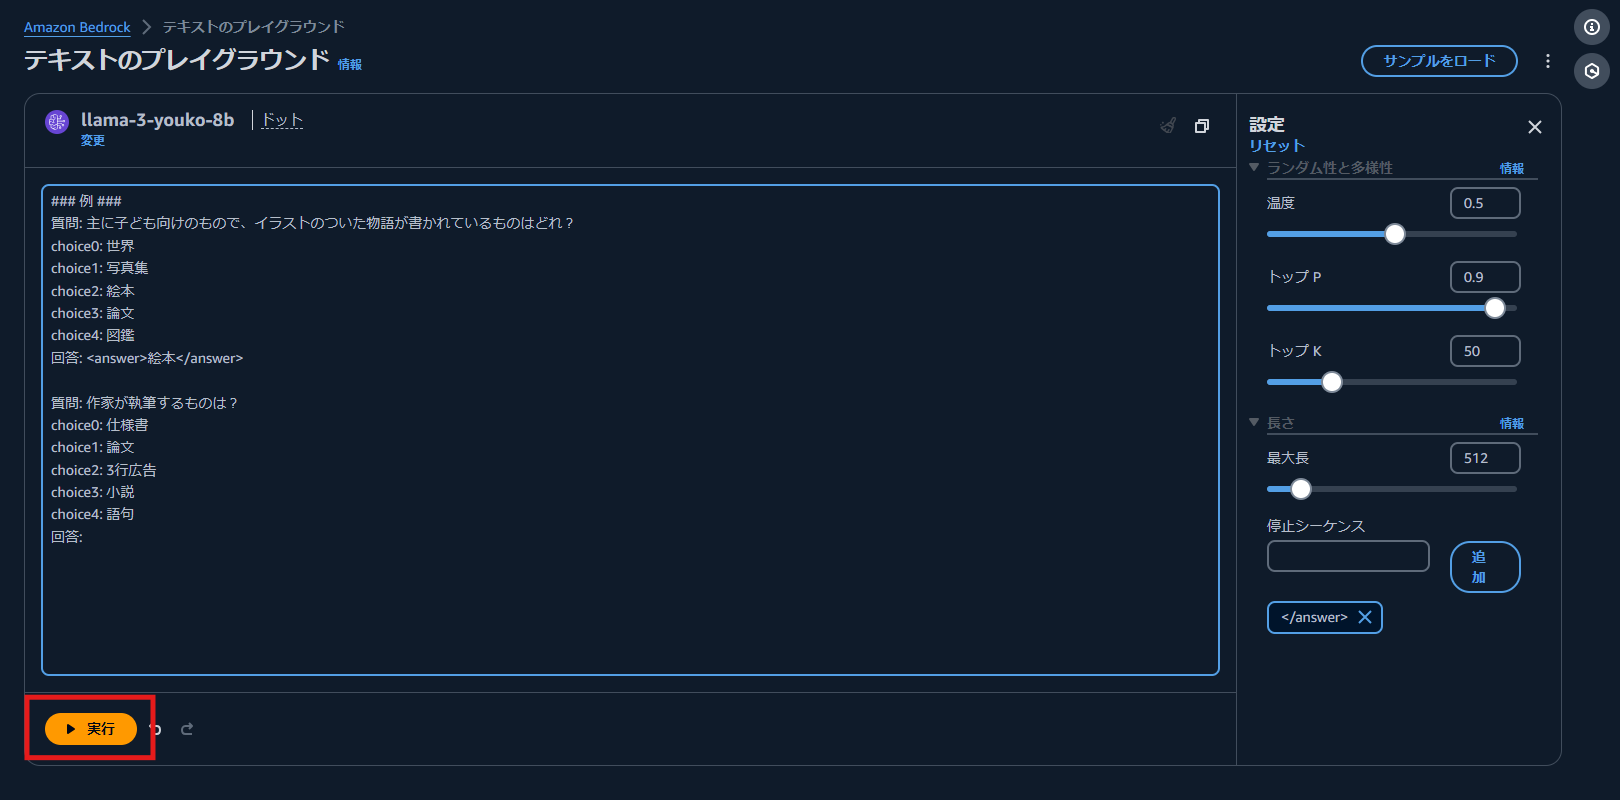 Amazon Bedrock > テキストのプレイグラウンド
テキストのプレイグラウンド 情報
サンプルをロード
llama-3-youko-8b | ドット
変更
### 例 ###
質問: 主に子ども向けのもので、イラストのついた物語が書かれているものはどれ？
choice0: 世界
choice1: 写真集
choice2: 絵本
choice3: 論文
choice4: 図鑑
回答: <answer>絵本</answer>
質問: 作家が執筆するものは？
choice0: 仕様書
choice1: 論文
choice2: 3行広告
choice3: 小説
choice4: 語句
回答:
実行
設定
リセット
ランダム性と多様性 情報
温度 0.5
トップ P 0.9
トップ K 50
長さ 情報
最大長 512
停止シーケンス
追
加
</answer>